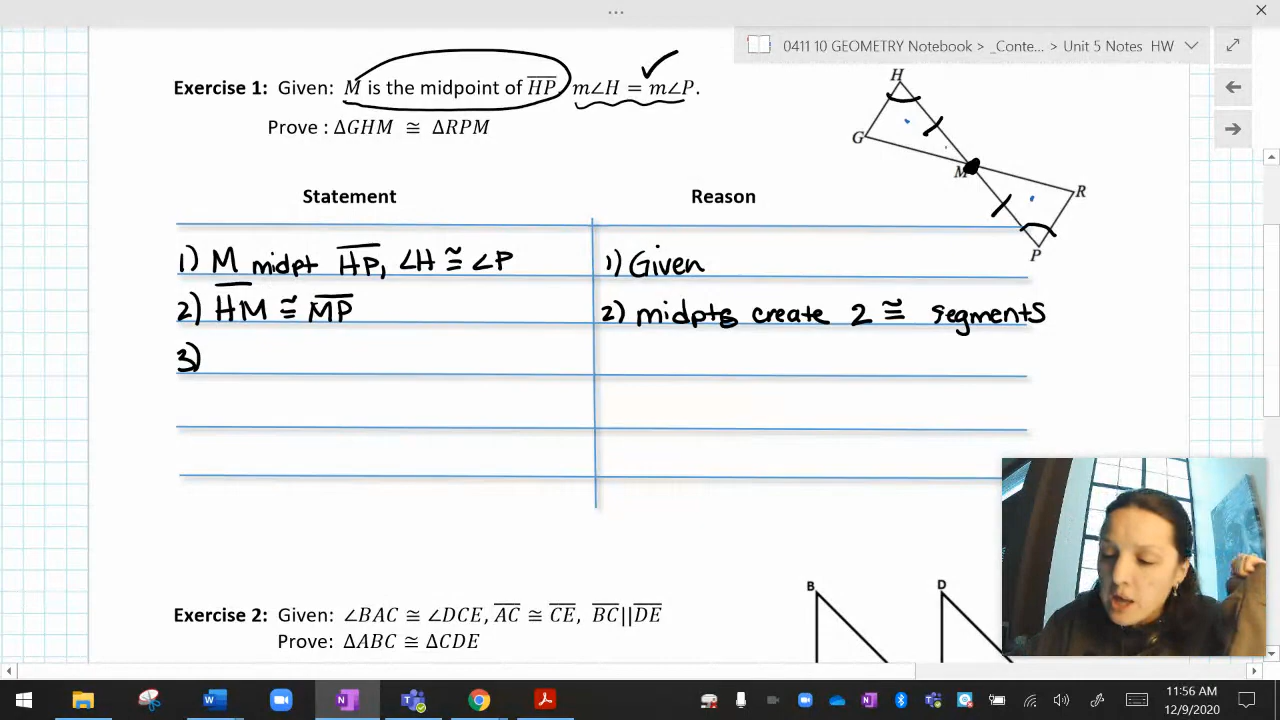 0411 10 GEOMETRY Notebook > _Conte... > Unit 5 Notes HW
Exercise 1: Given: M is the midpoint of HP, m∠H = m∠P.
Prove : ΔGHM ≅ ΔRPM
H
G
M
R
P
Statement Reason
1) M midpt HP, ∠H ≅ ∠P 1) Given
2) HM ≅ MP 2) midpts create 2 ≅ segments
3)
Exercise 2: Given: ∠BAC ≅ ∠DCE, AC ≅ CE, BC||DE
Prove: ΔABC ≅ ΔCDE
B D
11:56 AM
12/9/2020